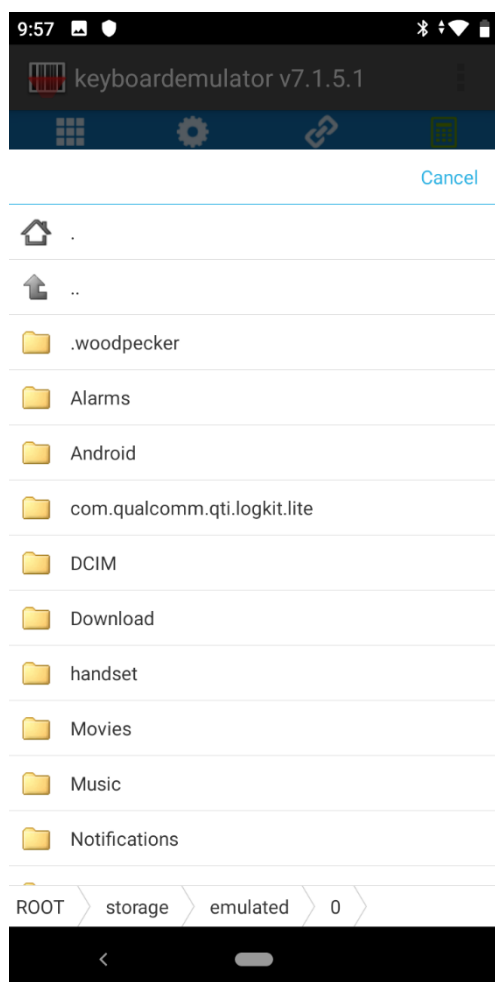 9:57
keyboardemulator v7.1.5.1
Cancel
.
..
.woodpecker
Alarms
Android
com.qualcomm.qti.logkit.lite
DCIM
Download
handset
Movies
Music
Notifications
ROOT storage emulated 0